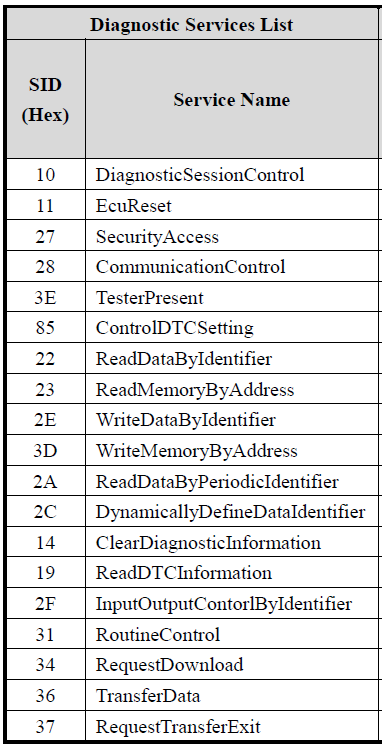 Diagnostic Services List
SID
(Hex)
Service Name
10 DiagnosticSessionControl
11 EcuReset
27 SecurityAccess
28 CommunicationControl
3E TesterPresent
85 ControlDTCSetting
22 ReadDataByIdentifier
23 ReadMemoryByAddress
2E WriteDataByIdentifier
3D WriteMemoryByAddress
2A ReadDataByPeriodicIdentifier
2C DynamicallyDefineDataIdentifier
14 ClearDiagnosticInformation
19 ReadDTCInformation
2F InputOutputContorlByIdentifier
31 RoutineControl
34 RequestDownload
36 TransferData
37 RequestTransferExit